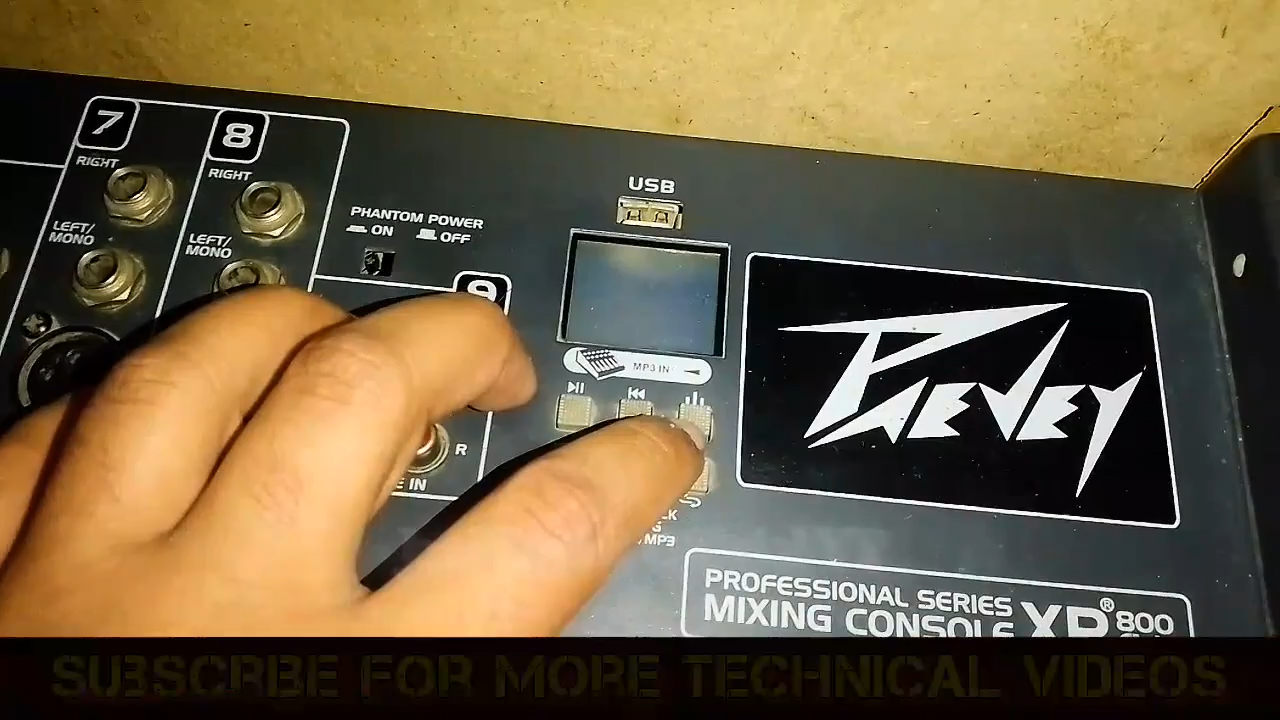 7
8
RIGHT
RIGHT
LEFT/
MONO
LEFT/
MONO
PHANTOM POWER
ON OFF
9
USB
MP3 IN
R
PEAVEY
PROFESSIONAL SERIES
MIXING CONSOLE XP® 800
SUBSCRBE FOR MORE TECHNICAL VIDEOS